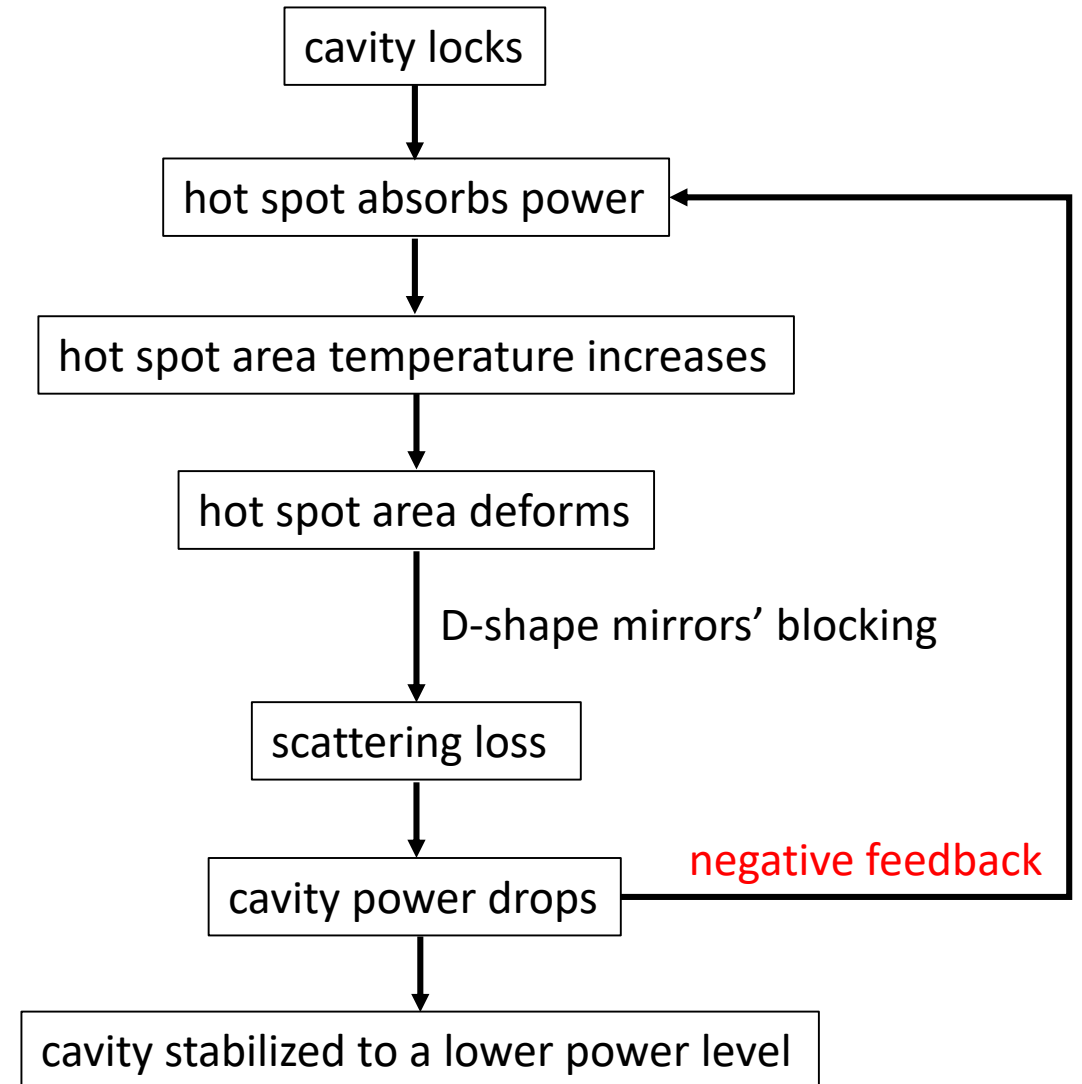 cavity locks
hot spot absorbs power
hot spot area temperature increases
hot spot area deforms
D-shape mirrors’ blocking
scattering loss
negative feedback
cavity power drops
cavity stabilized to a lower power level